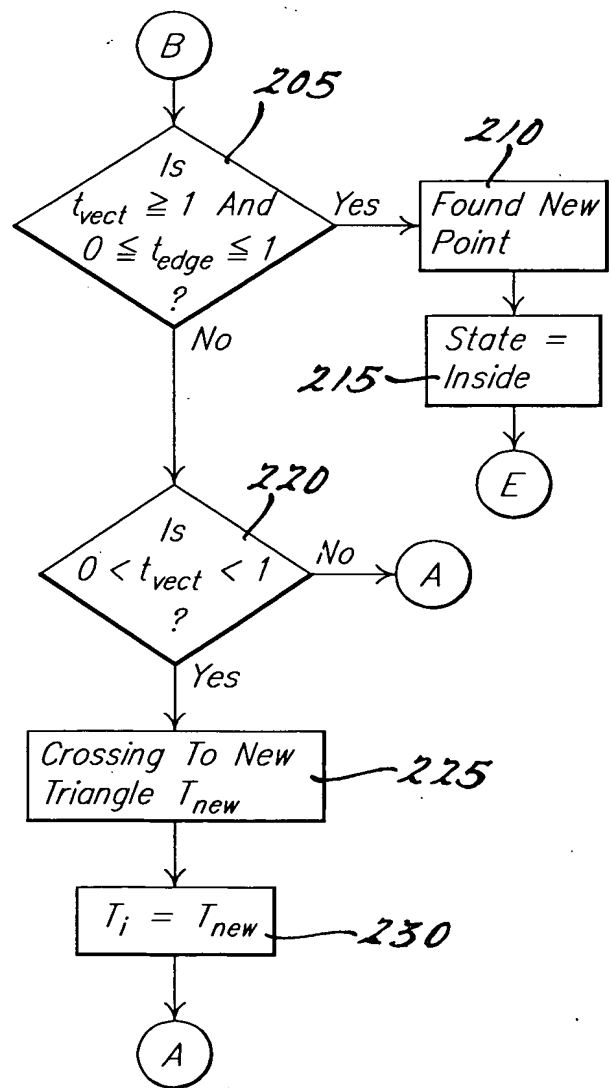 B
205
Is
t_vect ≧ 1 And
0 ≦ t_edge ≦ 1
?
Yes
210
Found New
Point
State =
Inside
215
E
No
220
Is
0 < t_vect < 1
?
No
A
Yes
Crossing To New
Triangle T_new
225
T_i = T_new
230
A